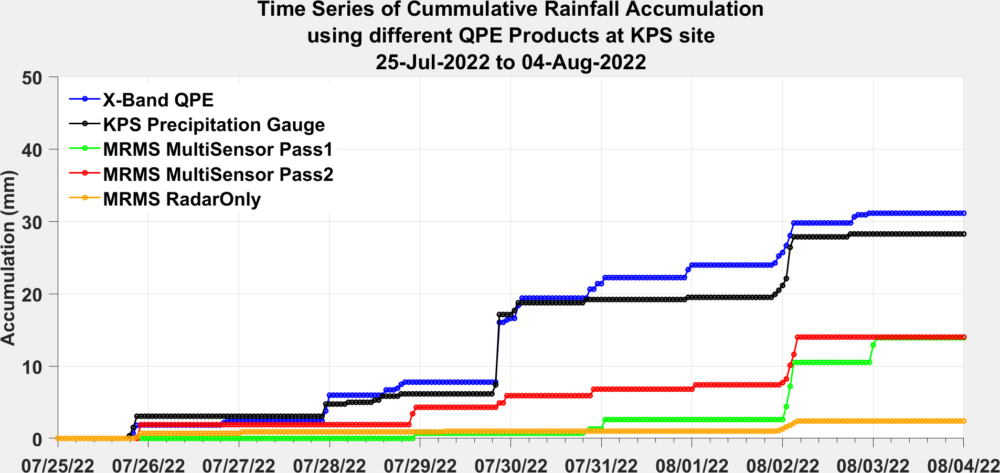 Time Series of Cummulative Rainfall Accumulation
using different QPE Products at KPS site
25-Jul-2022 to 04-Aug-2022
50
40
30
20
10
0
Accumulation (mm)
X-Band QPE
KPS Precipitation Gauge
MRMS MultiSensor Pass1
MRMS MultiSensor Pass2
MRMS RadarOnly
07/25/22 07/26/22 07/27/22 07/28/22 07/29/22 07/30/22 07/31/22 08/01/22 08/02/22 08/03/22 08/04/22